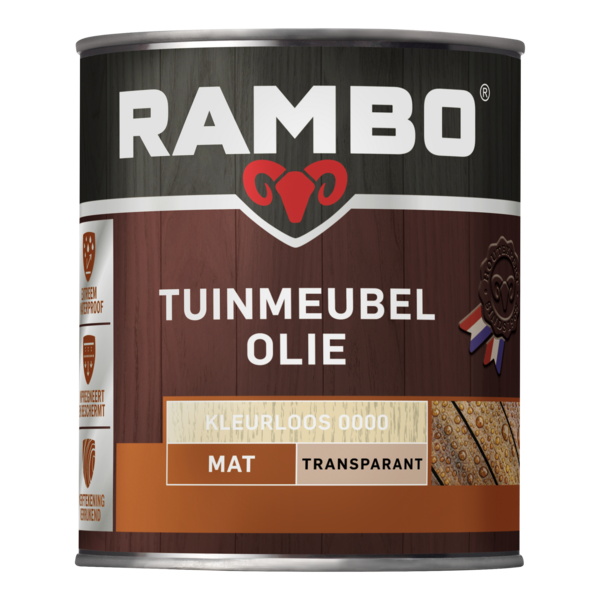 RAMBO®
TUINMEUBEL
OLIE
KLEURLOOS 0000
MAT
TRANSPARANT